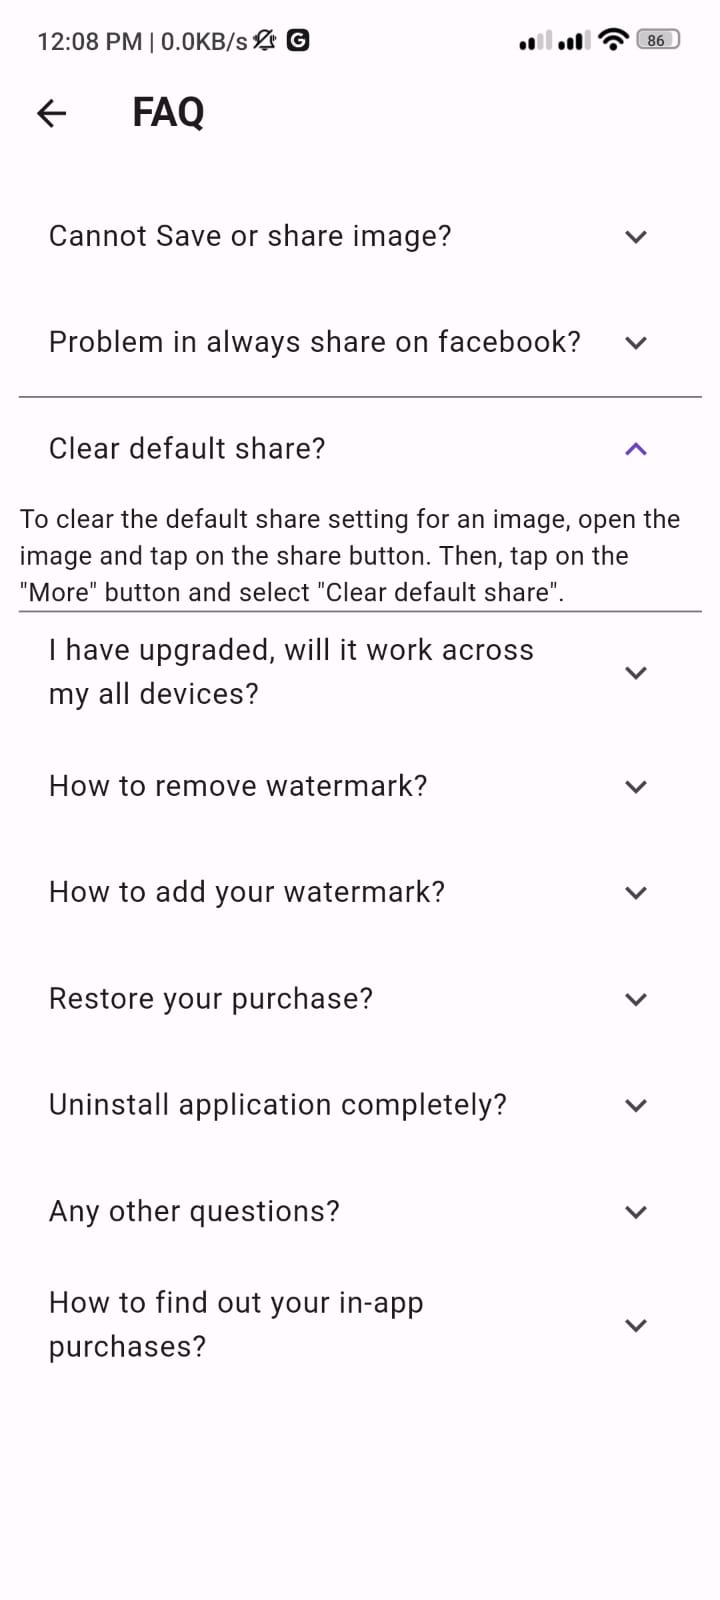 12:08 PM | 0.0KB/s G 86
FAQ
Cannot Save or share image?
Problem in always share on facebook?
Clear default share?
To clear the default share setting for an image, open the
image and tap on the share button. Then, tap on the
"More" button and select "Clear default share".
I have upgraded, will it work across
my all devices?
How to remove watermark?
How to add your watermark?
Restore your purchase?
Uninstall application completely?
Any other questions?
How to find out your in-app
purchases?